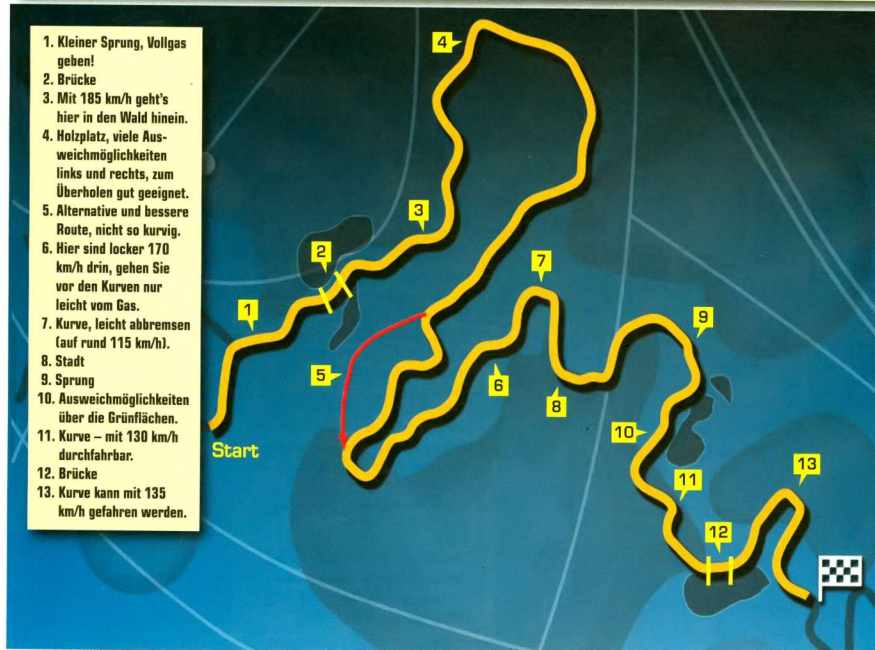 1. Kleiner Sprung, Vollgas
geben!
2. Brücke
3. Mit 185 km/h geht's
hier in den Wald hinein.
4. Holzplatz, viele Aus-
weichmöglichkeiten
links und rechts, zum
Überholen gut geeignet.
5. Alternative und bessere
Route, nicht so kurvig.
6. Hier sind locker 170
km/h drin, gehen Sie
vor den Kurven nur
leicht vom Gas.
7. Kurve, leicht abbremsen
(auf rund 115 km/h).
8. Stadt
9. Sprung
10. Ausweichmöglichkeiten
über die Grünflächen.
11. Kurve – mit 130 km/h
durchfahrbar.
12. Brücke
13. Kurve kann mit 135
km/h gefahren werden.
Start
1
2
3
4
5
6
7
8
9
10
11
12
13